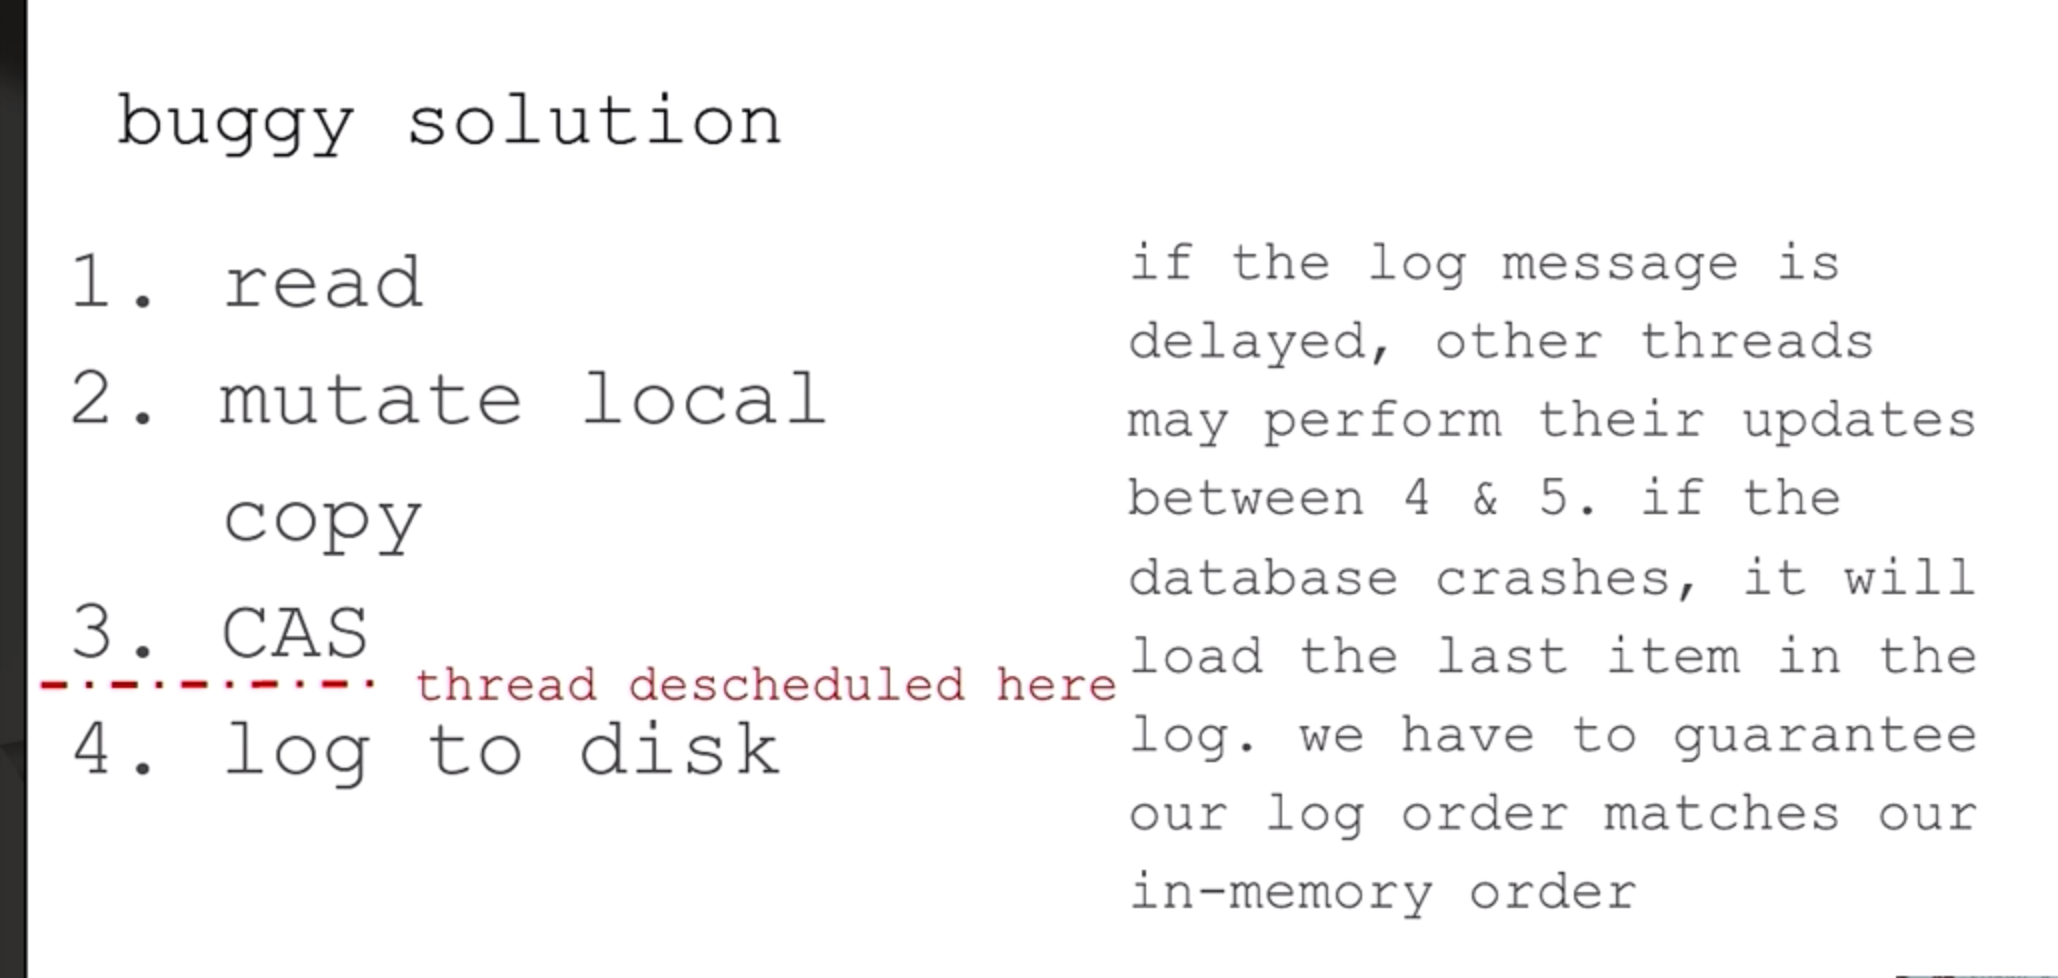 buggy solution
1. read
2. mutate local
copy
3. CAS
thread descheduled here
4. log to disk
if the log message is
delayed, other threads
may perform their updates
between 4 & 5. if the
database crashes, it will
load the last item in the
log. we have to guarantee
our log order matches our
in-memory order